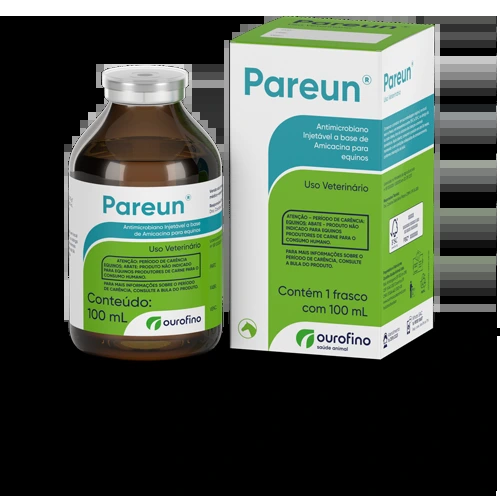 Pareun®
Antimicrobiano Injetável a base
de Amicacina para equinos
Uso Veterinário
ATENÇÃO - PERÍODO DE CARÊNCIA:
EQUINOS: ABATE - PRODUTO NÃO INDICADO
PARA EQUINOS PRODUTORES DE CARNE PARA O
CONSUMO HUMANO.
PARA MAIS INFORMAÇÕES SOBRE O PERÍODO
DE CARÊNCIA, CONSULTE A BULA DO PRODUTO.
Conteúdo:
100 mL
ourofino
Pareun®
Antimicrobiano
Injetável a base de
Amicacina para
equinos
Uso Veterinário
ATENÇÃO - PERÍODO DE CARÊNCIA:
EQUINOS: ABATE - PRODUTO NÃO
INDICADO PARA EQUINOS
PRODUTORES DE CARNE PARA O
CONSUMO HUMANO.
PARA MAIS INFORMAÇÕES SOBRE O
PERÍODO DE CARÊNCIA, CONSULTE A
BULA DO PRODUTO.
Contém 1 frasco
com 100 mL
ourofino
saúde animal
Pareun®
FSC